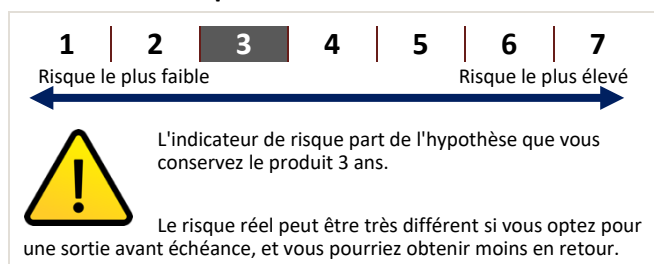 1 2 3 4 5 6 7
Risque le plus faible Risque le plus élevé
L'indicateur de risque part de l'hypothèse que vous
conservez le produit 3 ans.
Le risque réel peut être très différent si vous optez pour
une sortie avant échéance, et vous pourriez obtenir moins en retour.